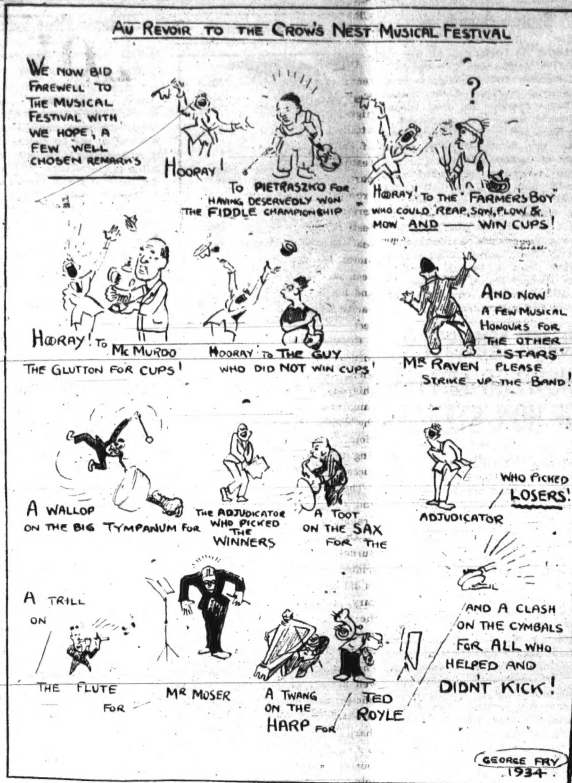 AU REVOIR TO THE CROW'S NEST MUSICAL FESTIVAL
WE NOW BID
FAREWELL TO
THE MUSICAL
FESTIVAL WITH,
WE HOPE, A
FEW WELL
CHOSEN REMARKS
HOORAY!
TO PIETRASZKO FOR
HAVING DESERVEDLY WON
THE FIDDLE CHAMPIONSHIP
?
HOORAY! TO THE "FARMER'S BOY"
WHO COULD "REAP, SOW, PLOW &
MOW AND — WIN CUPS!
HOORAY! TO
MC MURDO
THE GLUTTON FOR CUPS!
HOORAY! TO THE GUY
WHO DID NOT WIN CUPS!
AND NOW
A FEW MUSICAL
HONOURS FOR
THE OTHER
"STARS"
MR RAVEN PLEASE
STRIKE UP THE BAND!
A WALLOP
ON THE BIG TYMPANUM FOR
THE ADJUDICATOR
WHO PICKED
THE
WINNERS
A TOOT
ON THE SAX
FOR THE
ADJUDICATOR
WHO PICKED
LOSERS!
A TRILL
ON
THE FLUTE
FOR
MR MOSER
A TWANG
ON THE
HARP FOR
TED
ROYLE
AND A CLASH
ON THE CYMBALS
FOR ALL WHO
HELPED AND
DIDN'T KICK!
GEORGE FRY
1934